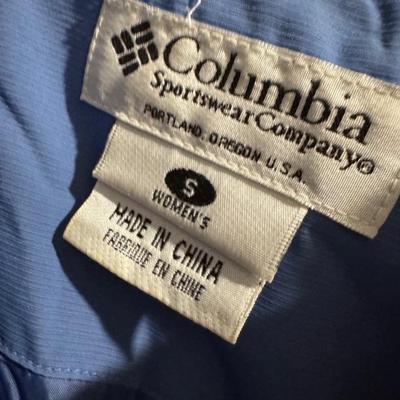 Columbia
Sportswear Company®
PORTLAND, OREGON U.S.A.
S
WOMEN'S
MADE IN CHINA
FABRIQUE EN CHINE